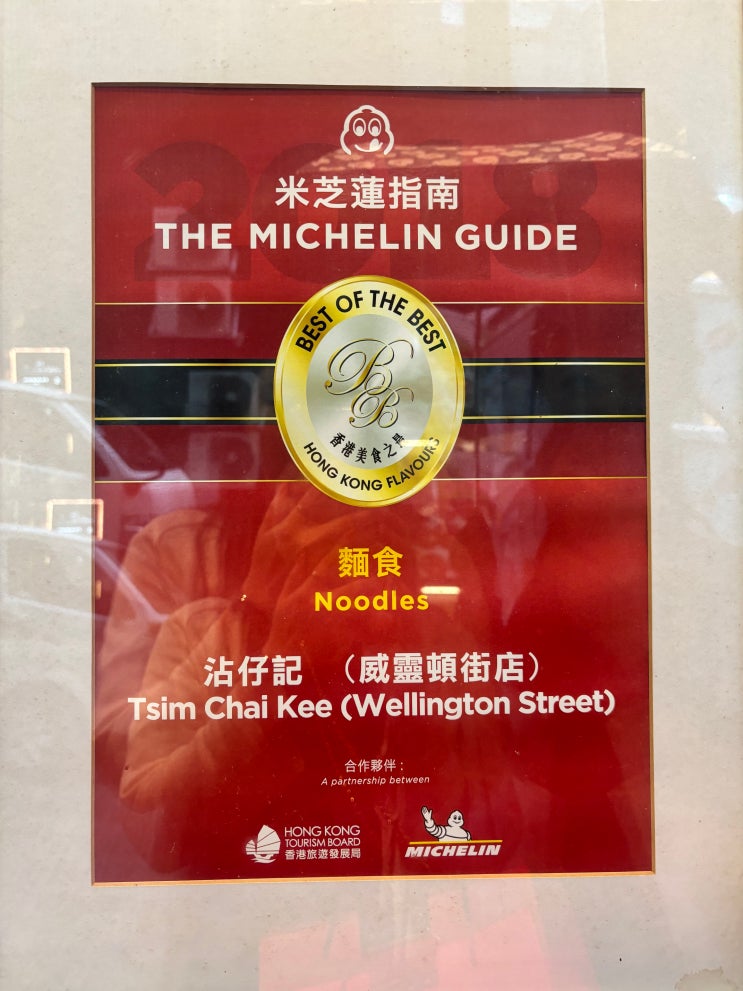 2018
米芝蓮指南
THE MICHELIN GUIDE
BEST OF THE BEST
BOB
香港美食之最
HONG KONG FLAVOURS
麵食
Noodles
沾仔記 （威靈頓街店）
Tsim Chai Kee (Wellington Street)
合作夥伴：
A partnership between
HONG KONG
TOURISM BOARD
香港旅遊發展局
MICHELIN